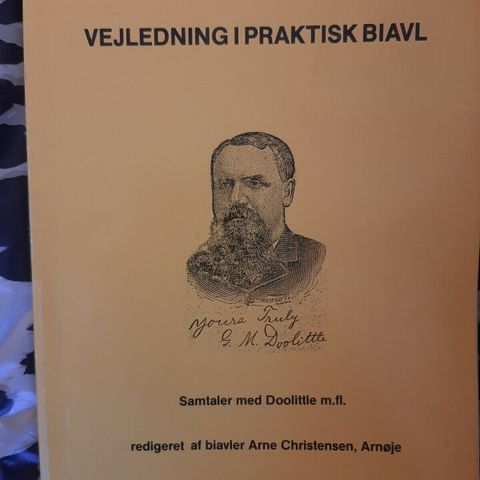 VEJLEDNING I PRAKTISK BIAVL
Yours Truly
G. M. Doolittle
Samtaler med Doolittle m.fl.
redigeret af biavler Arne Christensen, Arnøje